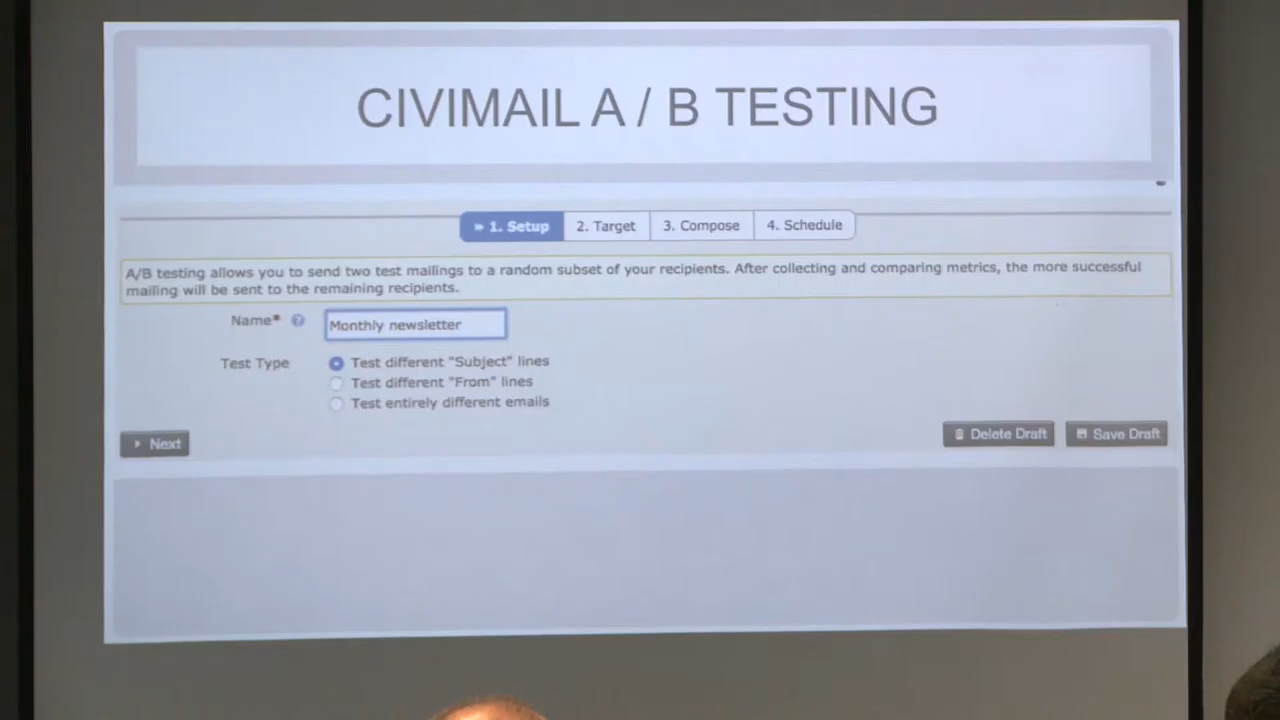 CIVIMAIL A / B TESTING
» 1. Setup 2. Target 3. Compose 4. Schedule
A/B testing allows you to send two test mailings to a random subset of your recipients. After collecting and comparing metrics, the more successful
mailing will be sent to the remaining recipients.
Name* ? Monthly newsletter
Test Type Test different "Subject" lines
Test different "From" lines
Test entirely different emails
Next Delete Draft Save Draft